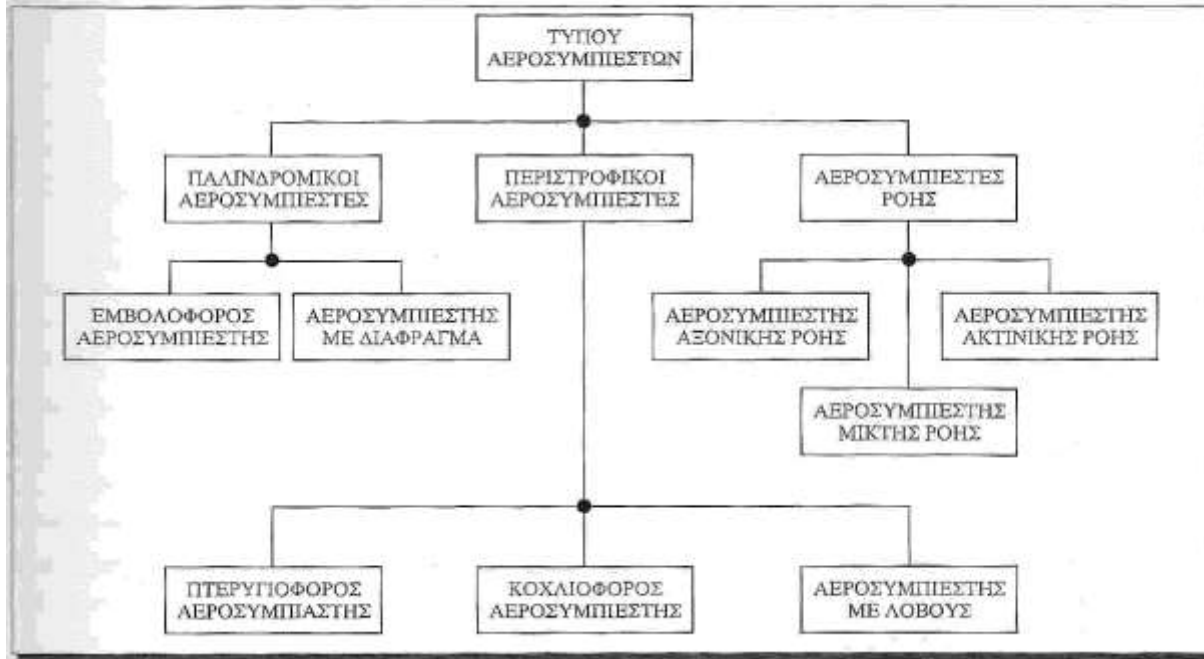 ΤΥΠΟΥ
ΑΕΡΟΣΥΜΠΙΕΣΤΩΝ
ΠΑΛΙΝΔΡΟΜΙΚΟΙ
ΑΕΡΟΣΥΜΠΙΕΣΤΕΣ
ΠΕΡΙΣΤΡΟΦΙΚΟΙ
ΑΕΡΟΣΥΜΠΙΕΣΤΕΣ
ΑΕΡΟΣΥΜΠΙΕΣΤΕΣ
ΡΟΗΣ
ΕΜΒΟΛΟΦΟΡΟΣ
ΑΕΡΟΣΥΜΠΙΕΣΤΗΣ
ΑΕΡΟΣΥΜΠΙΕΣΤΗΣ
ΜΕ ΔΙΑΦΡΑΓΜΑ
ΑΕΡΟΣΥΜΠΙΕΣΤΗΣ
ΑΞΟΝΙΚΗΣ ΡΟΗΣ
ΑΕΡΟΣΥΜΠΙΕΣΤΗΣ
ΑΚΤΙΝΙΚΗΣ ΡΟΗΣ
ΑΕΡΟΣΥΜΠΙΕΣΤΗΣ
ΜΙΚΤΗΣ ΡΟΗΣ
ΠΤΕΡΥΓΙΟΦΟΡΟΣ
ΑΕΡΟΣΥΜΠΙΑΣΤΗΣ
ΚΟΧΛΙΟΦΟΡΟΣ
ΑΕΡΟΣΥΜΠΙΕΣΤΗΣ
ΑΕΡΟΣΥΜΠΙΕΣΤΗΣ
ΜΕ ΛΟΒΟΥΣ